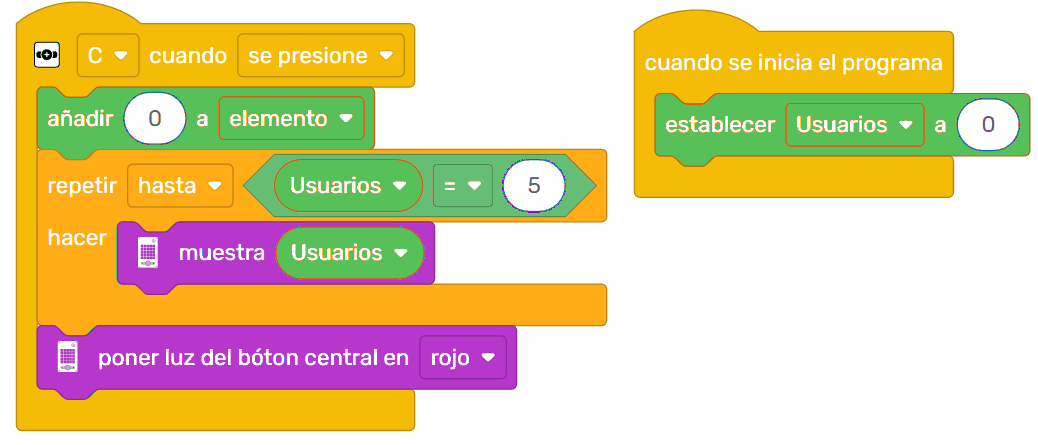 C cuando se presione
añadir 0 a elemento
repetir hasta Usuarios = 5
hacer muestra Usuarios
poner luz del bóton central en rojo
cuando se inicia el programa
establecer Usuarios a 0